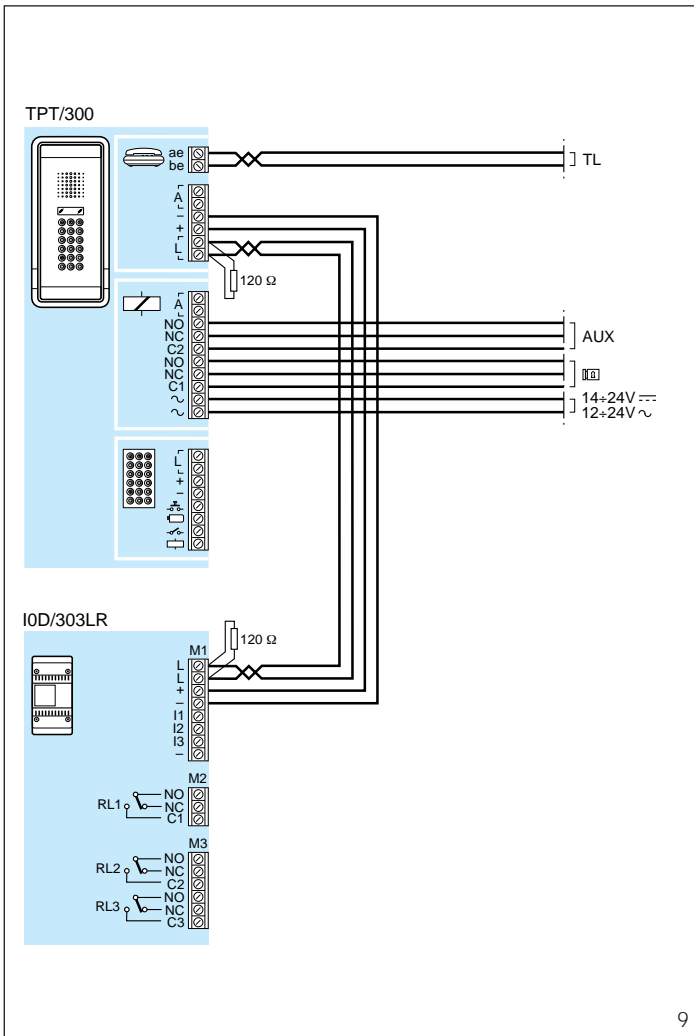 TPT/300
ae
be
TL
A
–
+
L
120 Ω
A
NO
NC
C2
AUX
NO
NC
C1
∼
14÷24V ⎓
∼
12÷24V ∼
L
+
–
I0D/303LR
120 Ω
M1
L
L
+
–
I1
I2
I3
–
M2
RL1
NO
NC
C1
M3
RL2
NO
NC
C2
RL3
NO
NC
C3
9